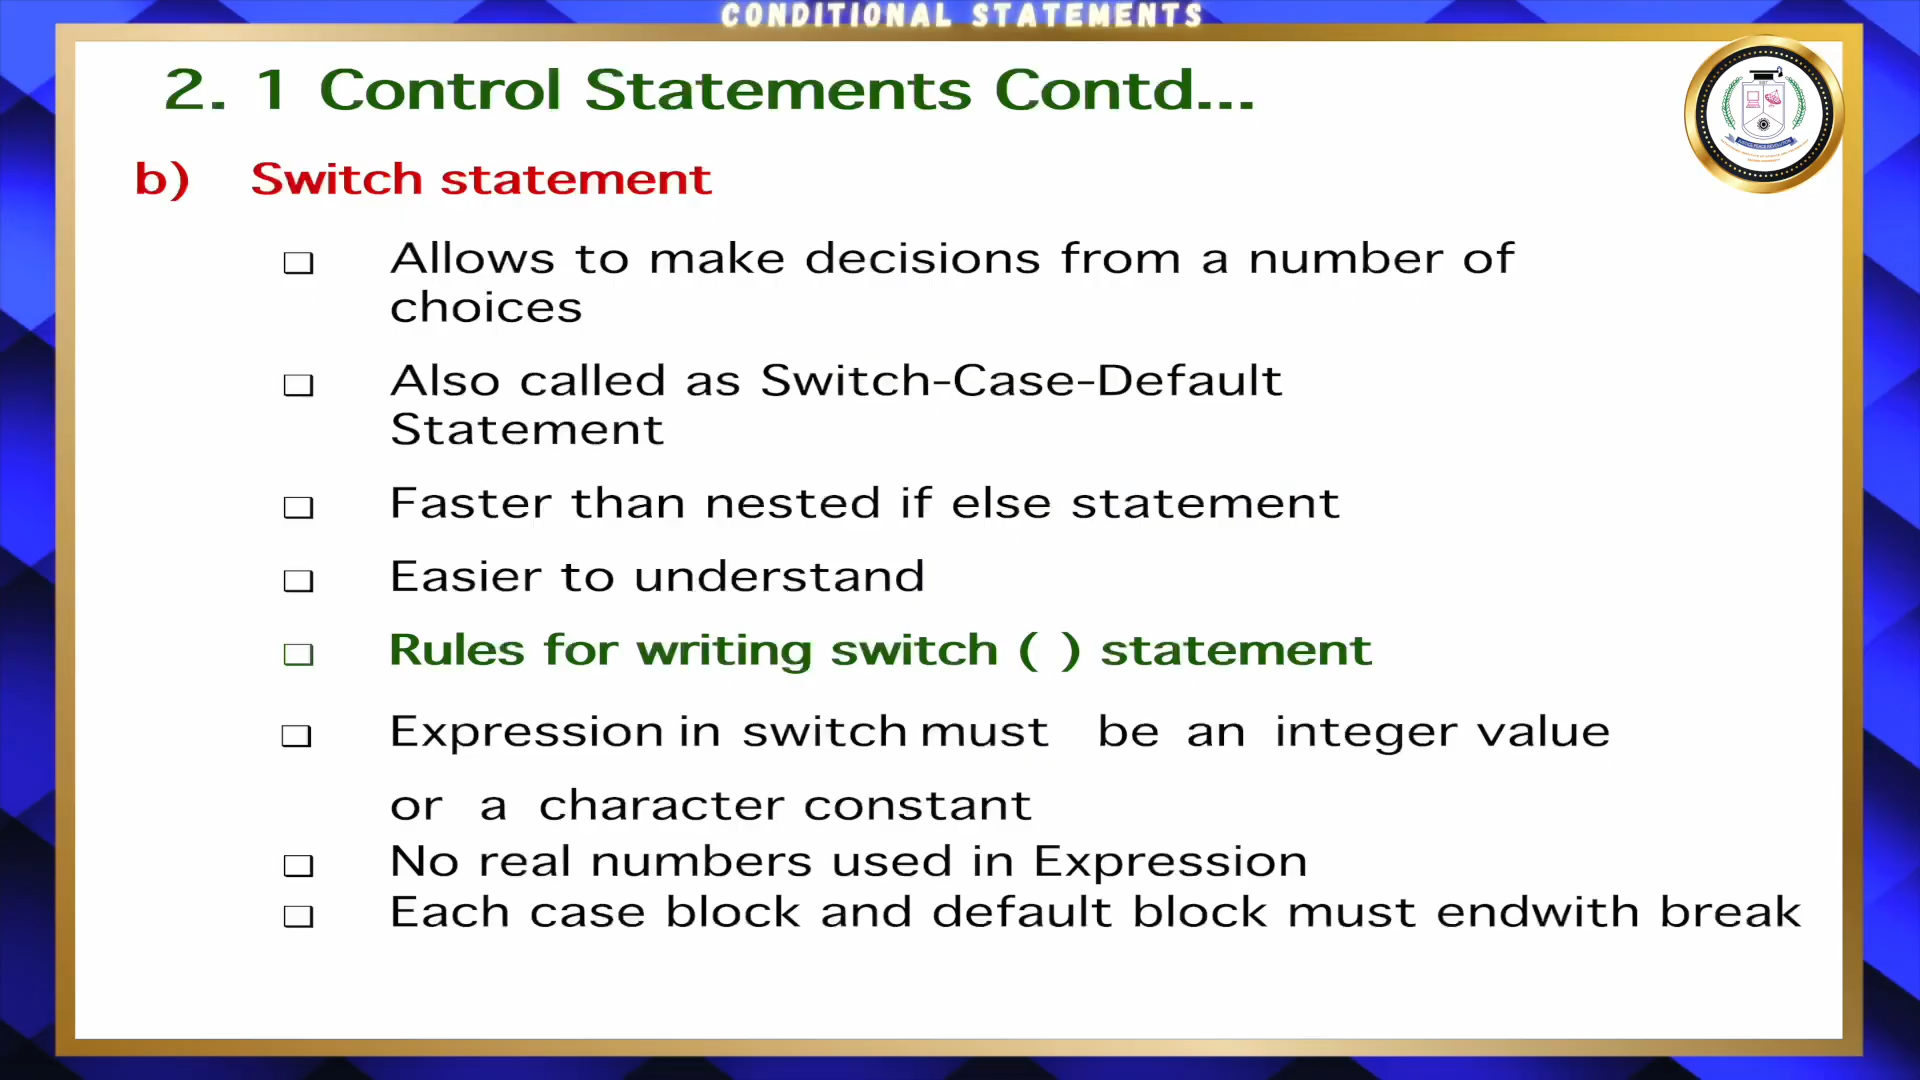 CONDITIONAL STATEMENTS
2. 1 Control Statements Contd...
b) Switch statement
Allows to make decisions from a number of
choices
Also called as Switch-Case-Default
Statement
Faster than nested if else statement
Easier to understand
Rules for writing switch ( ) statement
Expression in switch must be an integer value
or a character constant
No real numbers used in Expression
Each case block and default block must endwith break